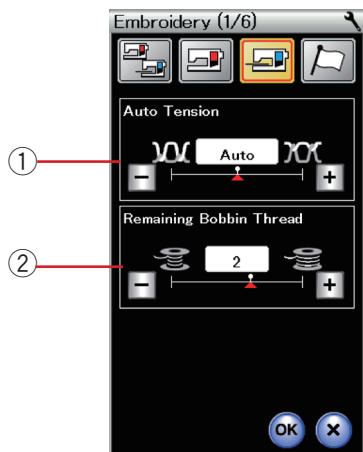 Embroidery (1/6)
Auto Tension
①
Auto
− +
Remaining Bobbin Thread
②
2
− +
OK ×